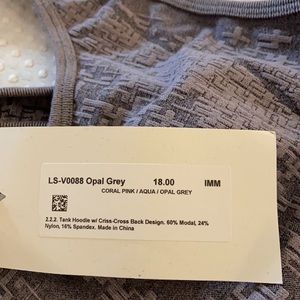 LS-V0088 Opal Grey 18.00 IMM
CORAL PINK / AQUA / OPAL GREY
2.2.2. Tank Hoodie w/ Criss-Cross Back Design. 60% Modal, 24%
Nylon, 16% Spandex. Made in China